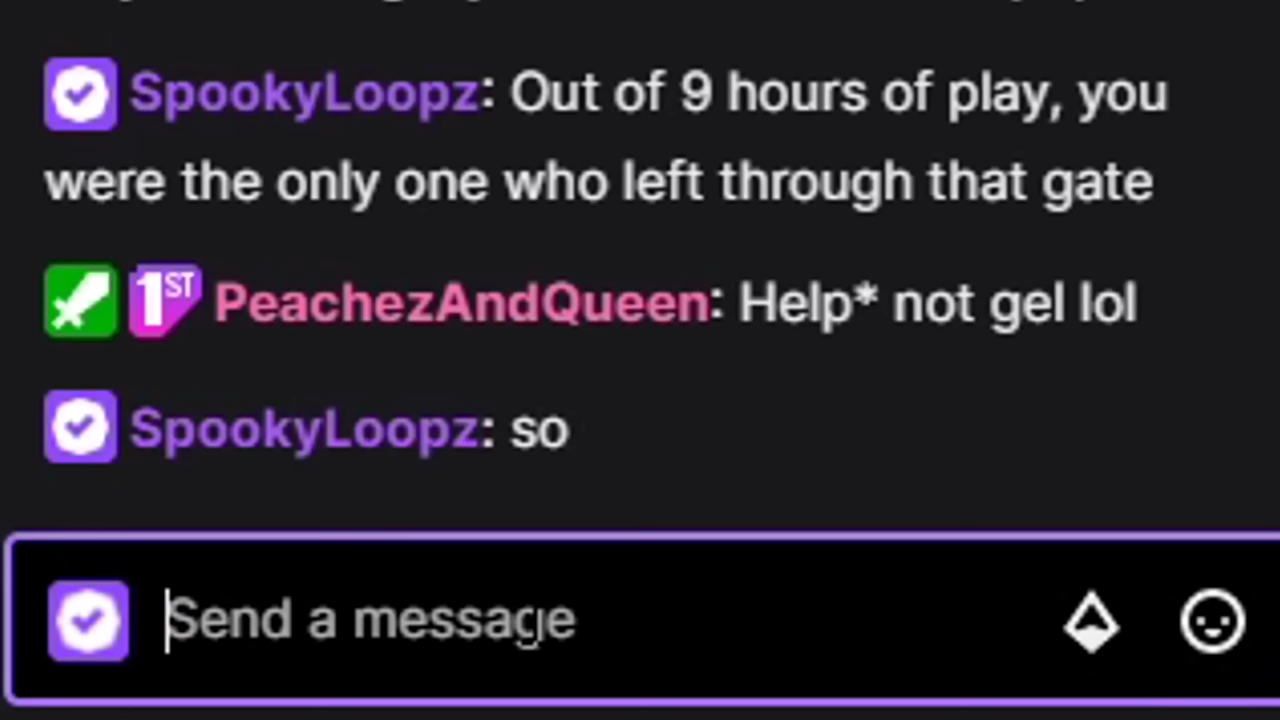 SpookyLoopz: Out of 9 hours of play, you
were the only one who left through that gate
1ST PeachezAndQueen: Help* not gel lol
SpookyLoopz: so
Send a message